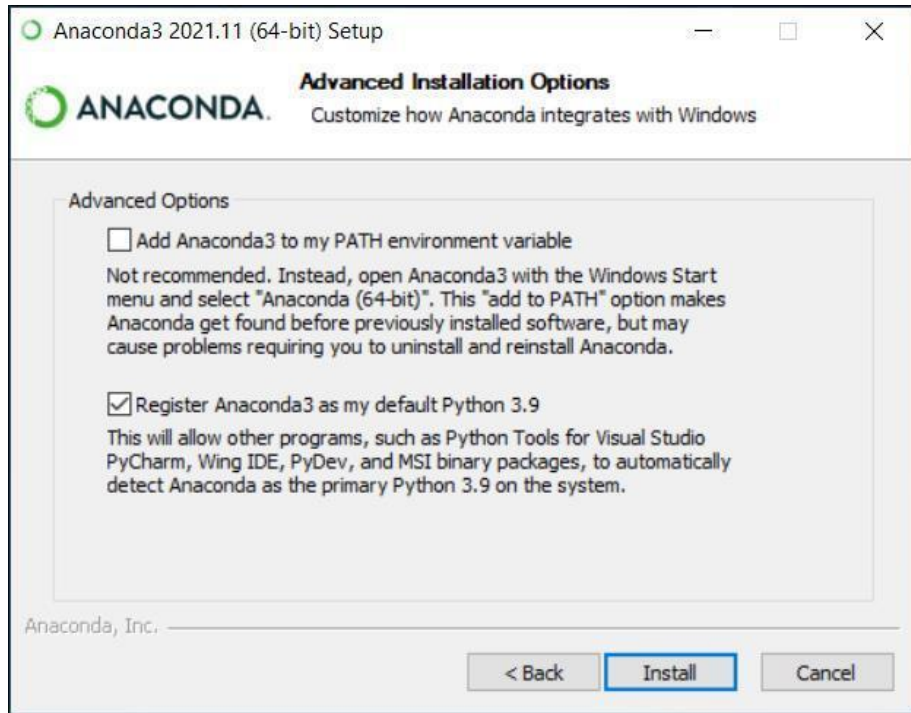 Anaconda3 2021.11 (64-bit) Setup
ANACONDA.
Advanced Installation Options
Customize how Anaconda integrates with Windows
Advanced Options
Add Anaconda3 to my PATH environment variable
Not recommended. Instead, open Anaconda3 with the Windows Start
menu and select "Anaconda (64-bit)". This "add to PATH" option makes
Anaconda get found before previously installed software, but may
cause problems requiring you to uninstall and reinstall Anaconda.
Register Anaconda3 as my default Python 3.9
This will allow other programs, such as Python Tools for Visual Studio
PyCharm, Wing IDE, PyDev, and MSI binary packages, to automatically
detect Anaconda as the primary Python 3.9 on the system.
Anaconda, Inc.
< Back
Install
Cancel